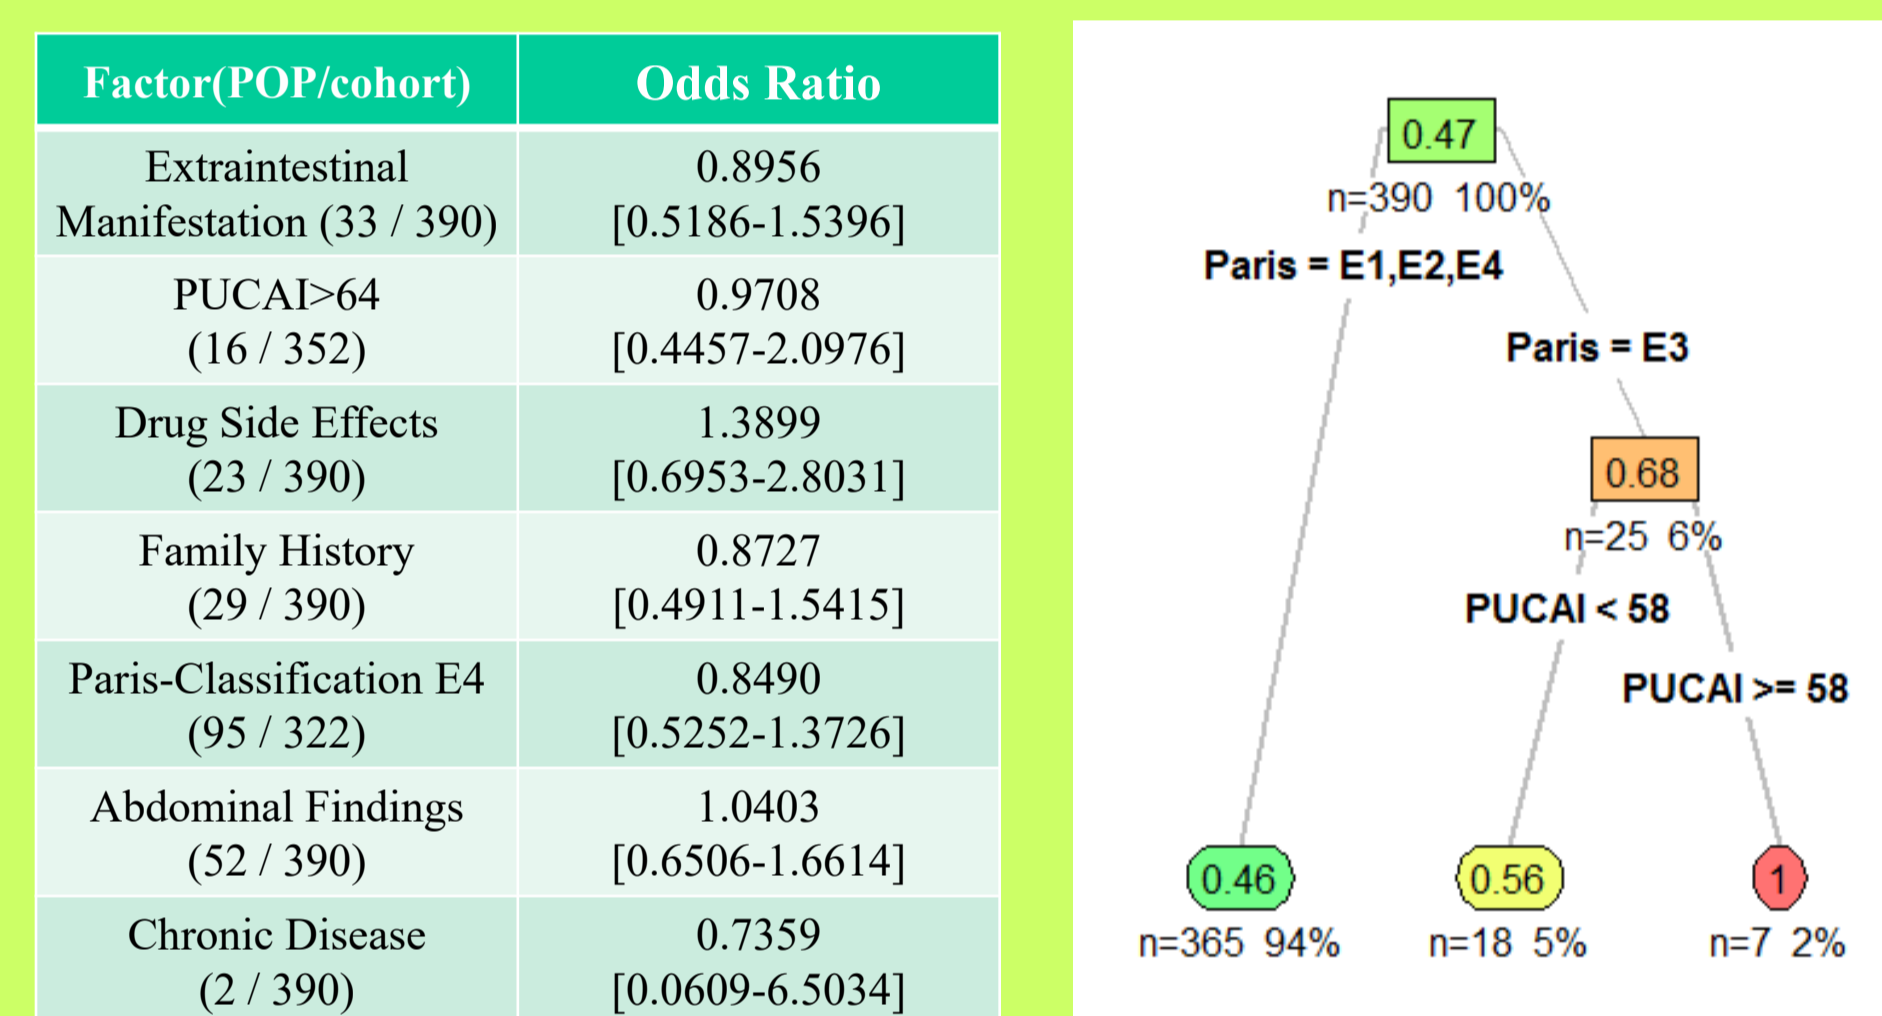 Factor(POP/cohort)
Odds Ratio
Extraintestinal
Manifestation (33 / 390)
0.8956
[0.5186-1.5396]
PUCAI>64
(16 / 352)
0.9708
[0.4457-2.0976]
Drug Side Effects
(23 / 390)
1.3899
[0.6953-2.8031]
Family History
(29 / 390)
0.8727
[0.4911-1.5415]
Paris-Classification E4
(95 / 322)
0.8490
[0.5252-1.3726]
Abdominal Findings
(52 / 390)
1.0403
[0.6506-1.6614]
Chronic Disease
(2 / 390)
0.7359
[0.0609-6.5034]
0.47
n=390 100%
Paris = E1,E2,E4
Paris = E3
0.68
n=25 6%
PUCAI < 58
PUCAI >= 58
0.46
n=365 94%
0.56
n=18 5%
1
n=7 2%